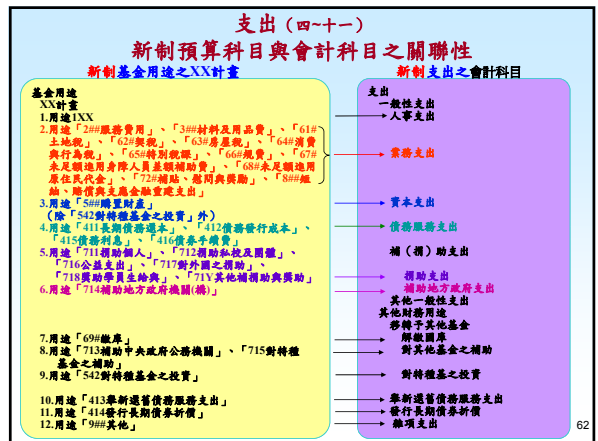 支出（四~十一）
新制預算科目與會計科目之關聯性
新制基金用途之XX計畫
新制支出之會計科目
基金用途
XX計畫
1.用途1XX
2.用途「2##服務費用」、「3##材料及用品費」、「61#
土地稅」、「62#契稅」、「63#房屋稅」、「64#消費
與行為稅」、「65#特別稅課」、「66#規費」、「67#
未足額進用身障人員差額補助費」、「68#未足額進用
原住民代金」、「72#補貼、慰問與獎勵」、「8##短
絀、賠償與支應金融重建支出」
3.用途「5##購置財產」
（除「542對特種基金之投資」外）
4.用途「411長期債務還本」、「412債務發行成本」、
「415債務利息」、「416債券手續費」
5.用途「711捐助個人」、「712捐助私校及團體」、
「716公益支出」、「717對外國之捐助」、
「718獎助學員生給與」、「71Y其他補捐助與獎助」
6.用途「714補助地方政府機關(構)」
7.用途「69#繳庫」
8.用途「713補助中央政府公務機關」、「715對特種
基金之補助」
9.用途「542對特種基金之投資」
10.用途「413舉新還舊債務服務支出」
11.用途「414發行長期債券折價」
12.用途「9##其他」
支出
一般性支出
人事支出
業務支出
資本支出
債務服務支出
補（捐）助支出
捐助支出
補助地方政府支出
其他一般性支出
其他財務用途
移轉予其他基金
解繳國庫
對其他基金之補助
對特種基之投資
舉新還舊債務服務支出
發行長期債券折價
雜項支出
62